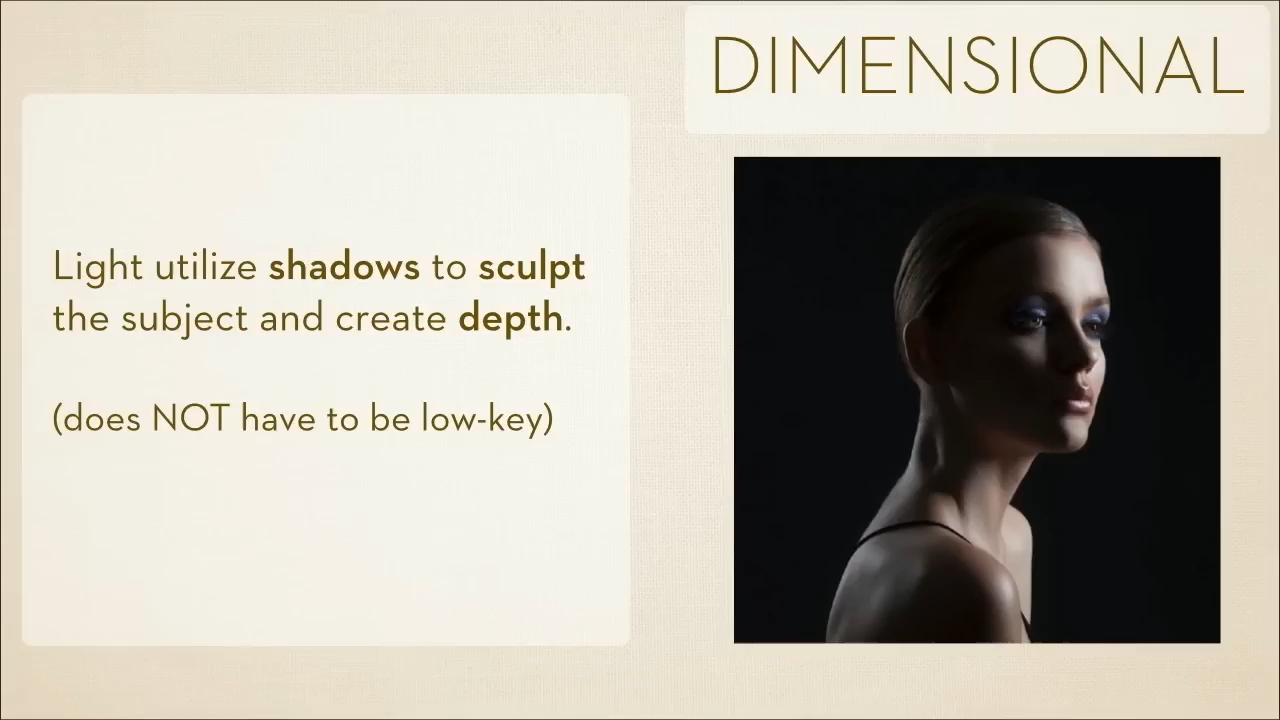 DIMENSIONAL
Light utilize shadows to sculpt
the subject and create depth.
(does NOT have to be low-key)